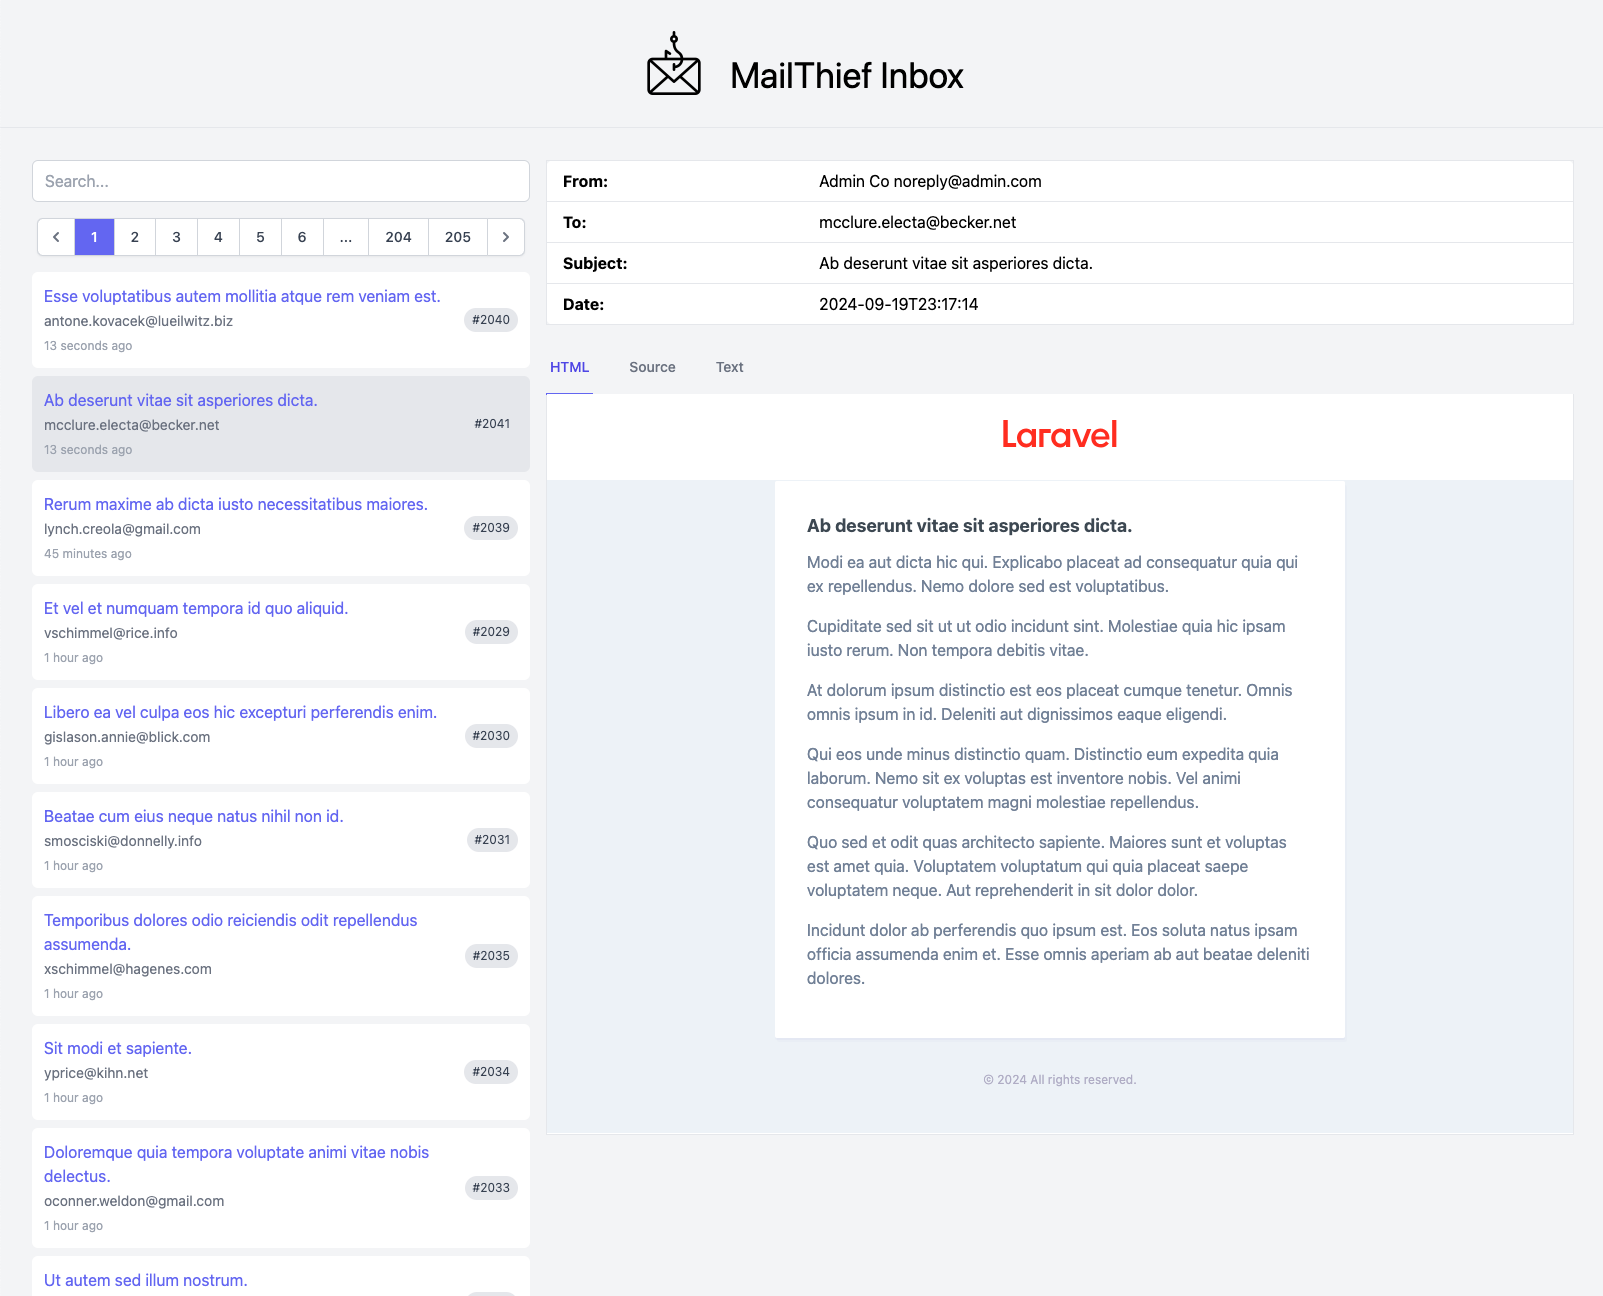 MailThief Inbox
Search...
1 2 3 4 5 6 ... 204 205
Esse voluptatibus autem mollitia atque rem veniam est.
antone.kovacek@lueilwitz.biz
#2040
13 seconds ago
Ab deserunt vitae sit asperiores dicta.
mcclure.electa@becker.net
#2041
13 seconds ago
Rerum maxime ab dicta iusto necessitatibus maiores.
lynch.creola@gmail.com
#2039
45 minutes ago
Et vel et numquam tempora id quo aliquid.
vschimmel@rice.info
#2029
1 hour ago
Libero ea vel culpa eos hic excepturi perferendis enim.
gislason.annie@blick.com
#2030
1 hour ago
Beatae cum eius neque natus nihil non id.
smosciski@donnelly.info
#2031
1 hour ago
Temporibus dolores odio reiciendis odit repellendus
assumenda.
#2035
xschimmel@hagenes.com
1 hour ago
Sit modi et sapiente.
yprice@kihn.net
#2034
1 hour ago
Doloremque quia tempora voluptate animi vitae nobis
delectus.
#2033
oconner.weldon@gmail.com
1 hour ago
Ut autem sed illum nostrum.
From: Admin Co noreply@admin.com
To: mcclure.electa@becker.net
Subject: Ab deserunt vitae sit asperiores dicta.
Date: 2024-09-19T23:17:14
HTML Source Text
Laravel
Ab deserunt vitae sit asperiores dicta.
Modi ea aut dicta hic qui. Explicabo placeat ad consequatur quia qui
ex repellendus. Nemo dolore sed est voluptatibus.
Cupiditate sed sit ut ut odio incidunt sint. Molestiae quia hic ipsam
iusto rerum. Non tempora debitis vitae.
At dolorum ipsum distinctio est eos placeat cumque tenetur. Omnis
omnis ipsum in id. Deleniti aut dignissimos eaque eligendi.
Qui eos unde minus distinctio quam. Distinctio eum expedita quia
laborum. Nemo sit ex voluptas est inventore nobis. Vel animi
consequatur voluptatem magni molestiae repellendus.
Quo sed et odit quas architecto sapiente. Maiores sunt et voluptas
est amet quia. Voluptatem voluptatum qui quia placeat saepe
voluptatem neque. Aut reprehenderit in sit dolor dolor.
Incidunt dolor ab perferendis quo ipsum est. Eos soluta natus ipsam
officia assumenda enim et. Esse omnis aperiam ab aut beatae deleniti
dolores.
© 2024 All rights reserved.